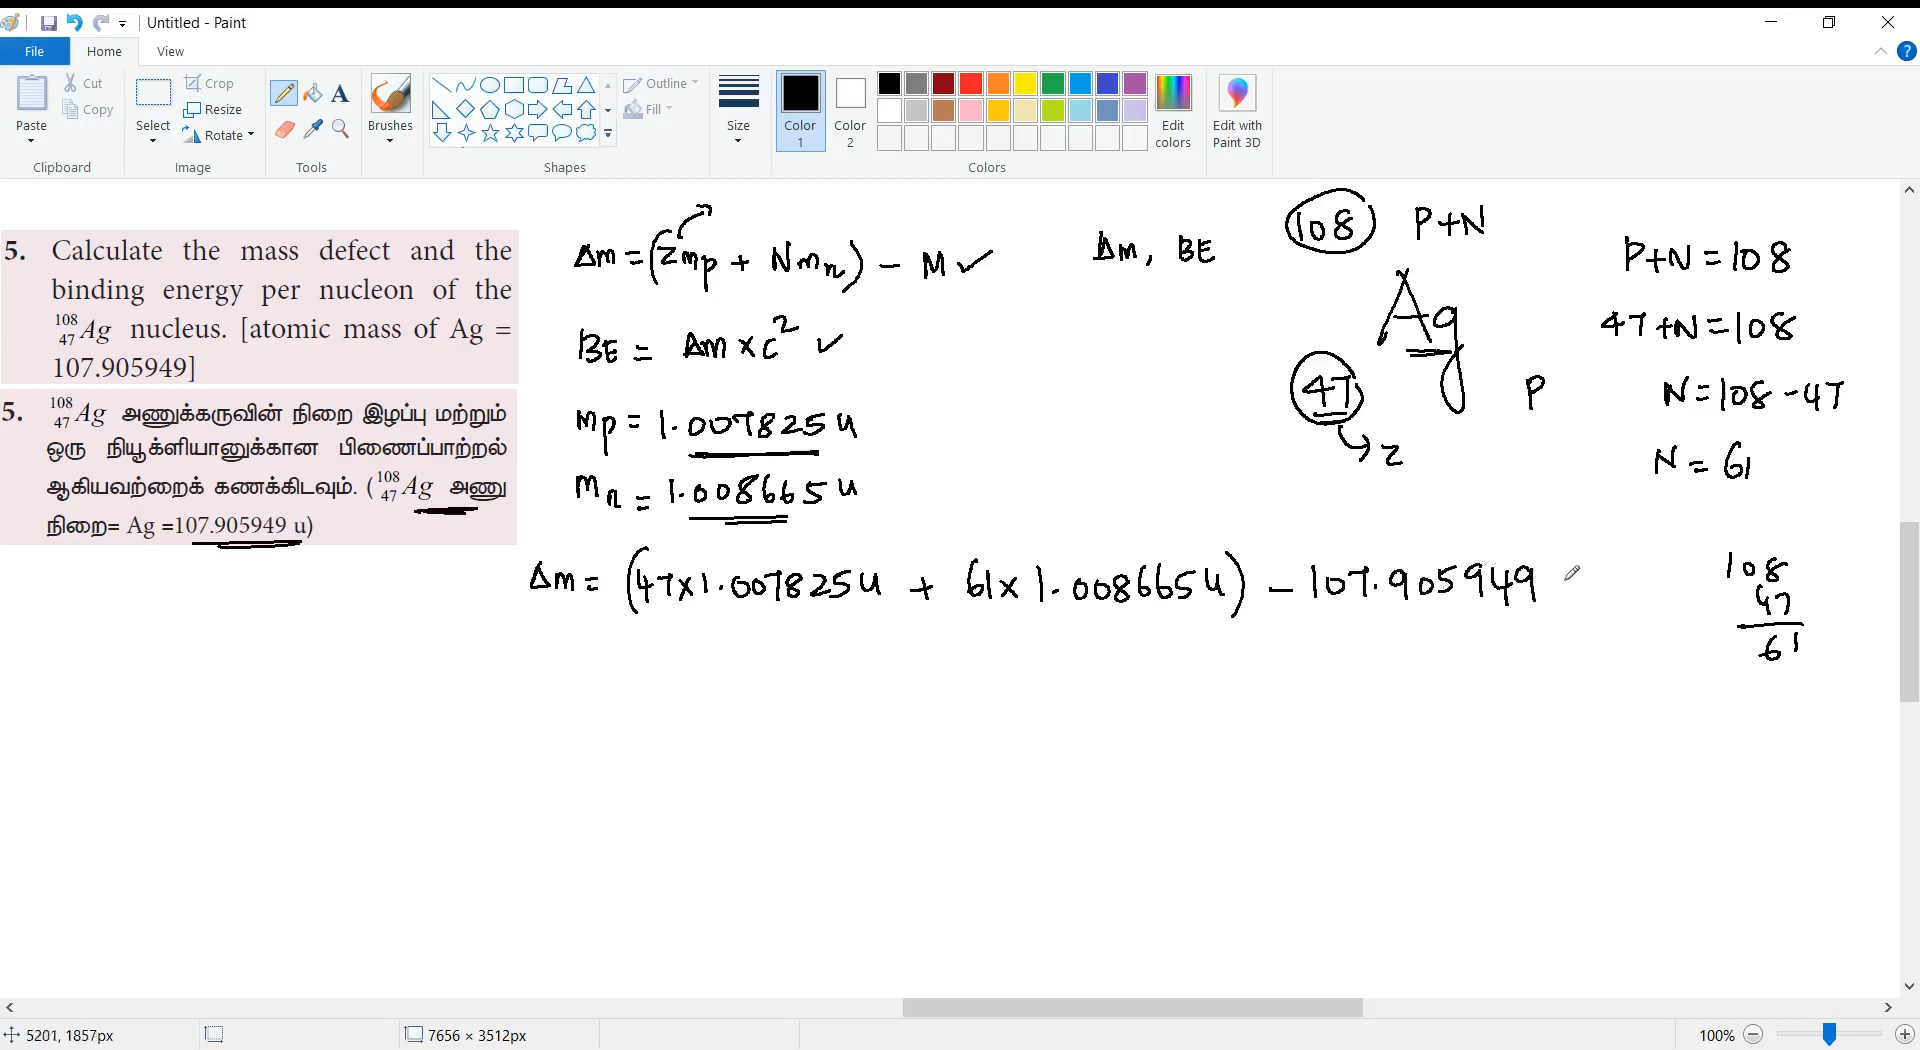 Untitled - Paint
File Home View
Paste Cut Copy Clipboard
Select Crop Resize Rotate Image
Tools
Brushes
Outline Fill Shapes
Size
Color 1 Color 2 Edit colors Colors
Edit with Paint 3D
5. Calculate the mass defect and the
binding energy per nucleon of the
¹⁰⁸₄₇Ag nucleus. [atomic mass of Ag =
107.905949]
5. ¹⁰⁸₄₇Ag அணுக்கருவின் நிறை இழப்பு மற்றும்
ஒரு நியூக்ளியானுக்கான பிணைப்பாற்றல்
ஆகியவற்றைக் கணக்கிடவும். (¹⁰⁸₄₇Ag அணு
நிறை= Ag =107.905949 u)
Δm = (Zmp + Nmn) - M ✓
BE = Δm × c² ✓
mp = 1.007825 u
mn = 1.008665 u
Δm, BE
108 P+N
Ag
47 P
→ Z
P+N = 108
47 + N = 108
N = 108 - 47
N = 61
Δm = (47 × 1.007825 u + 61 × 1.008665 u) - 107.905949
108
47
61
5201, 1857px
7656 × 3512px
100%